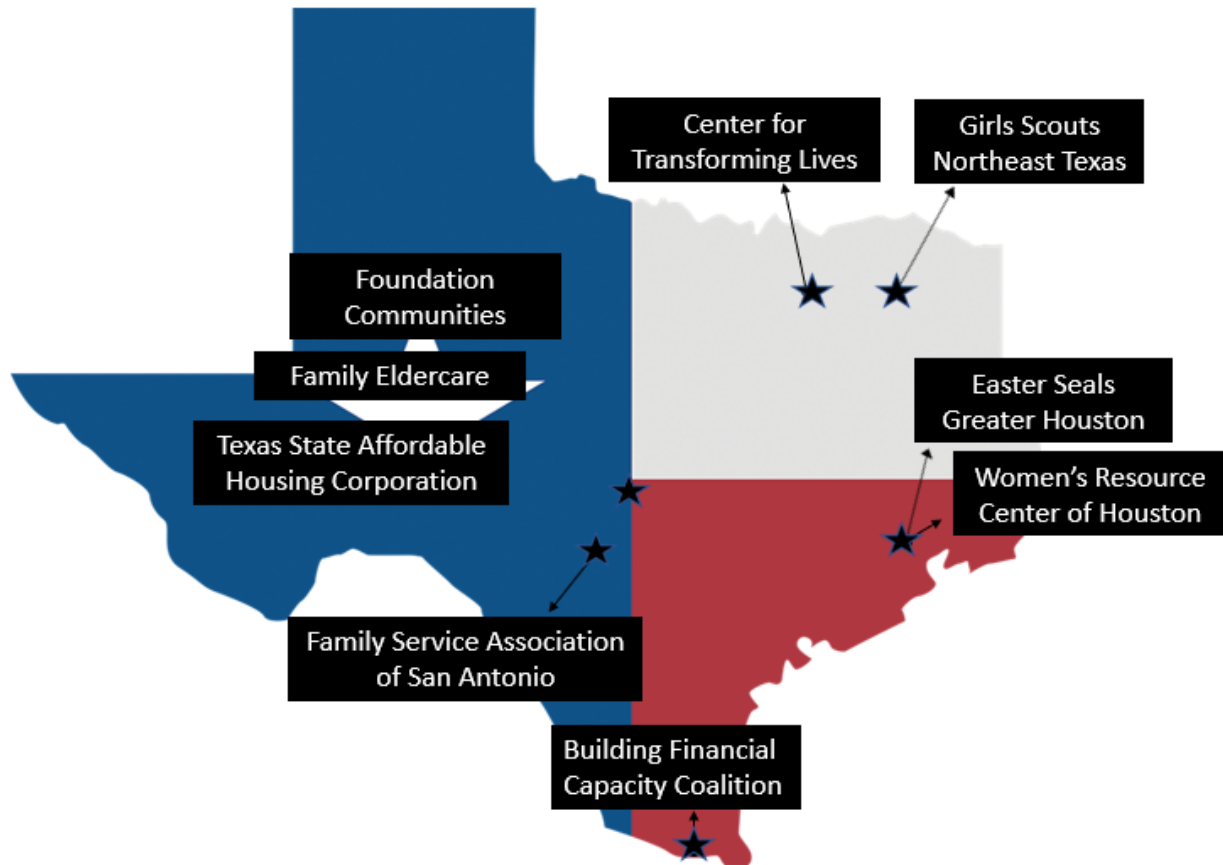 Center for
Transforming Lives
Girls Scouts
Northeast Texas
Foundation
Communities
Family Eldercare
Texas State Affordable
Housing Corporation
Easter Seals
Greater Houston
Women's Resource
Center of Houston
Family Service Association
of San Antonio
Building Financial
Capacity Coalition